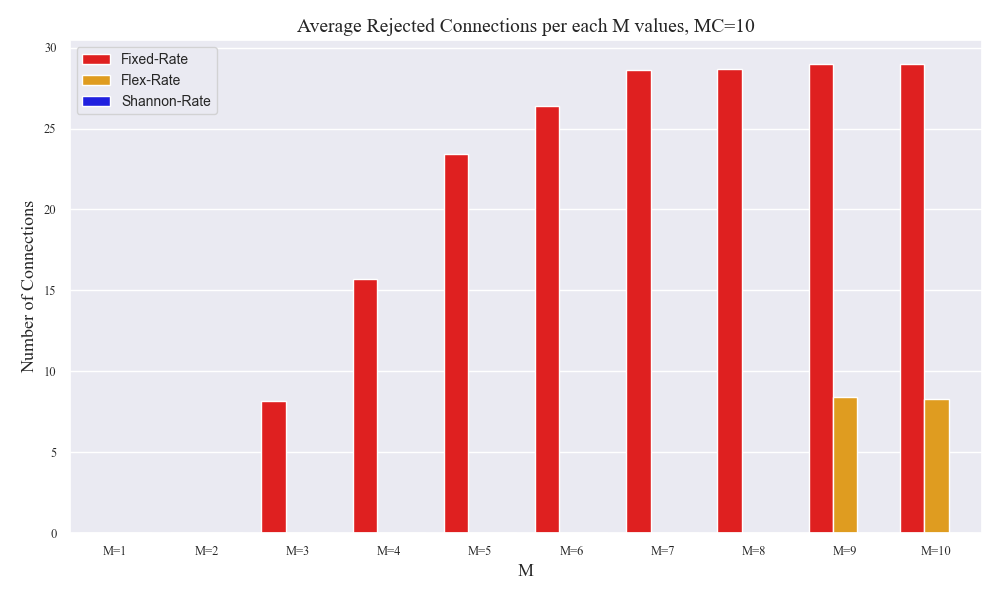 Average Rejected Connections per each M values, MC=10
Fixed-Rate
Flex-Rate
Shannon-Rate
Number of Connections
30
25
20
15
10
5
0
M=1 M=2 M=3 M=4 M=5 M=6 M=7 M=8 M=9 M=10
M